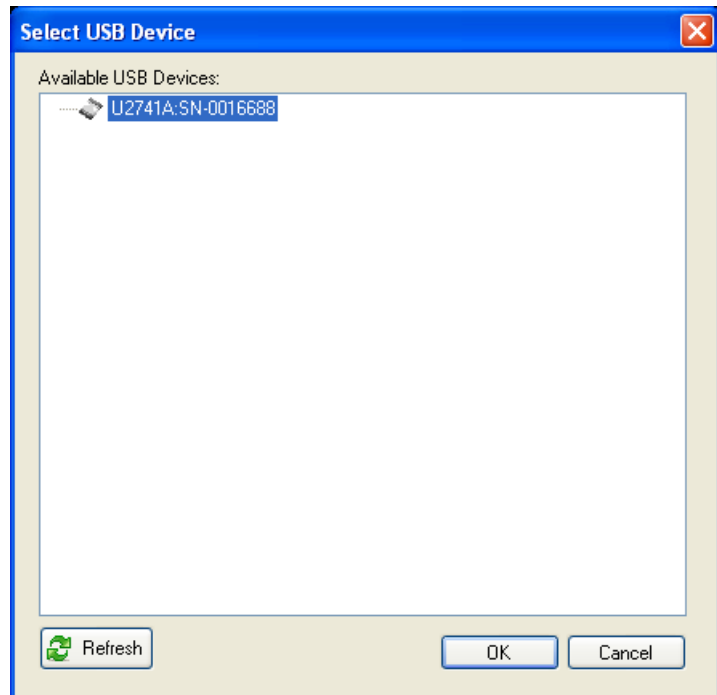 Select USB Device
Available USB Devices:
U2741A:SN-0016688
Refresh
OK
Cancel